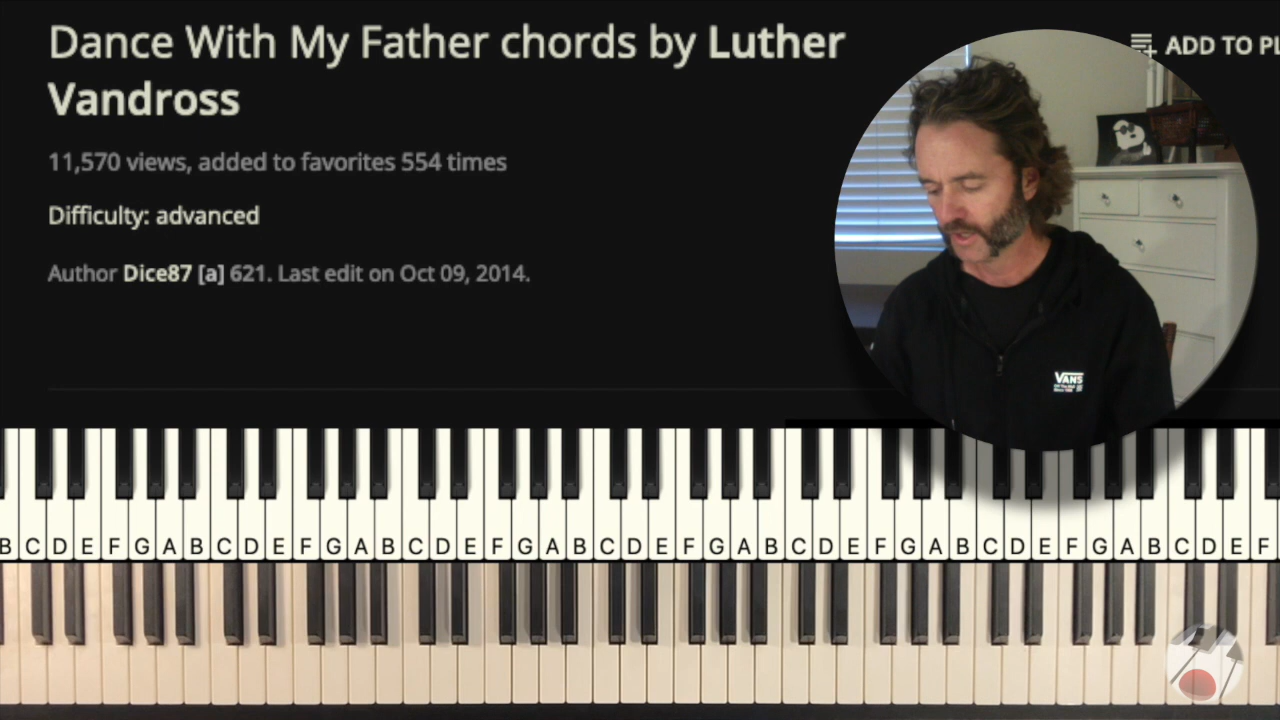 Dance With My Father chords by Luther
Vandross
ADD TO PL
11,570 views, added to favorites 554 times
Difficulty: advanced
Author Dice87 [a] 621. Last edit on Oct 09, 2014.
VANS
B C D E F G A B C D E F G A B C D E F G A B C D E F G A B C D E F G A B C D E F G A B C D E F